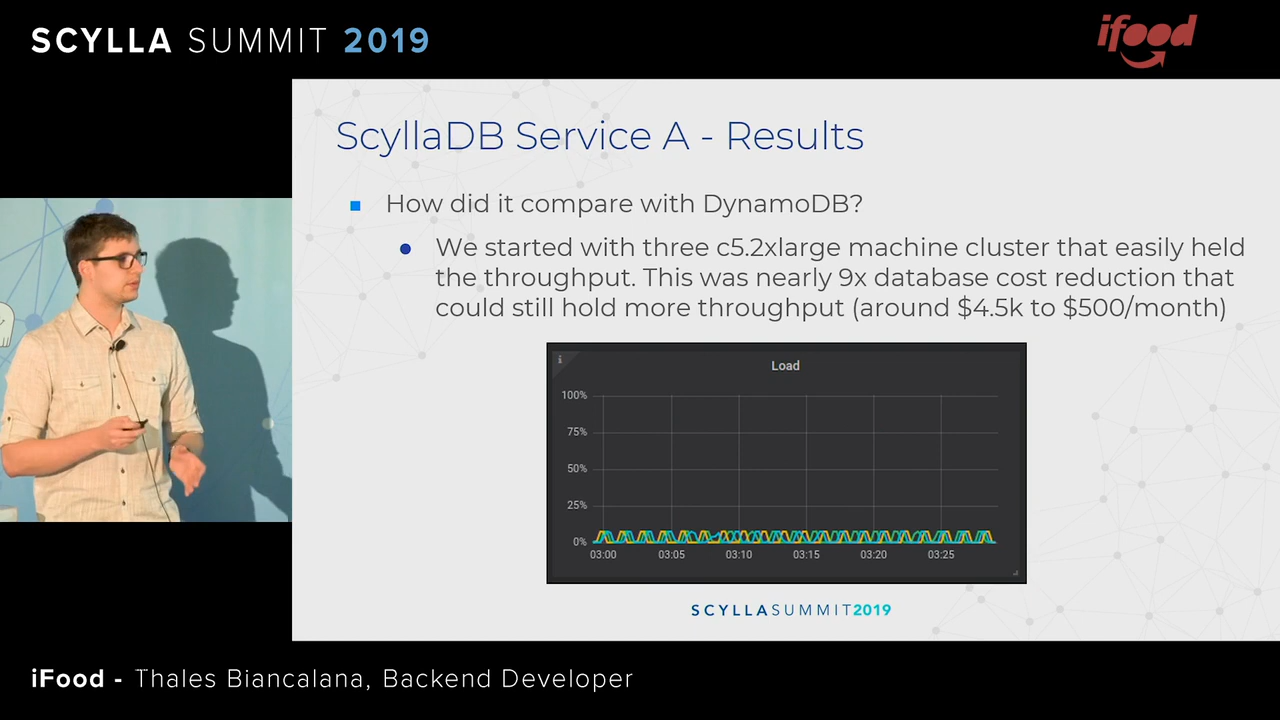 SCYLLA SUMMIT 2019
ifood
ScyllaDB Service A - Results
How did it compare with DynamoDB?
We started with three c5.2xlarge machine cluster that easily held
the throughput. This was nearly 9x database cost reduction that
could still hold more throughput (around $4.5k to $500/month)
i
Load
100%
75%
50%
25%
0%
03:00 03:05 03:10 03:15 03:20 03:25
SCYLLASUMMIT2019
iFood - Thales Biancalana, Backend Developer